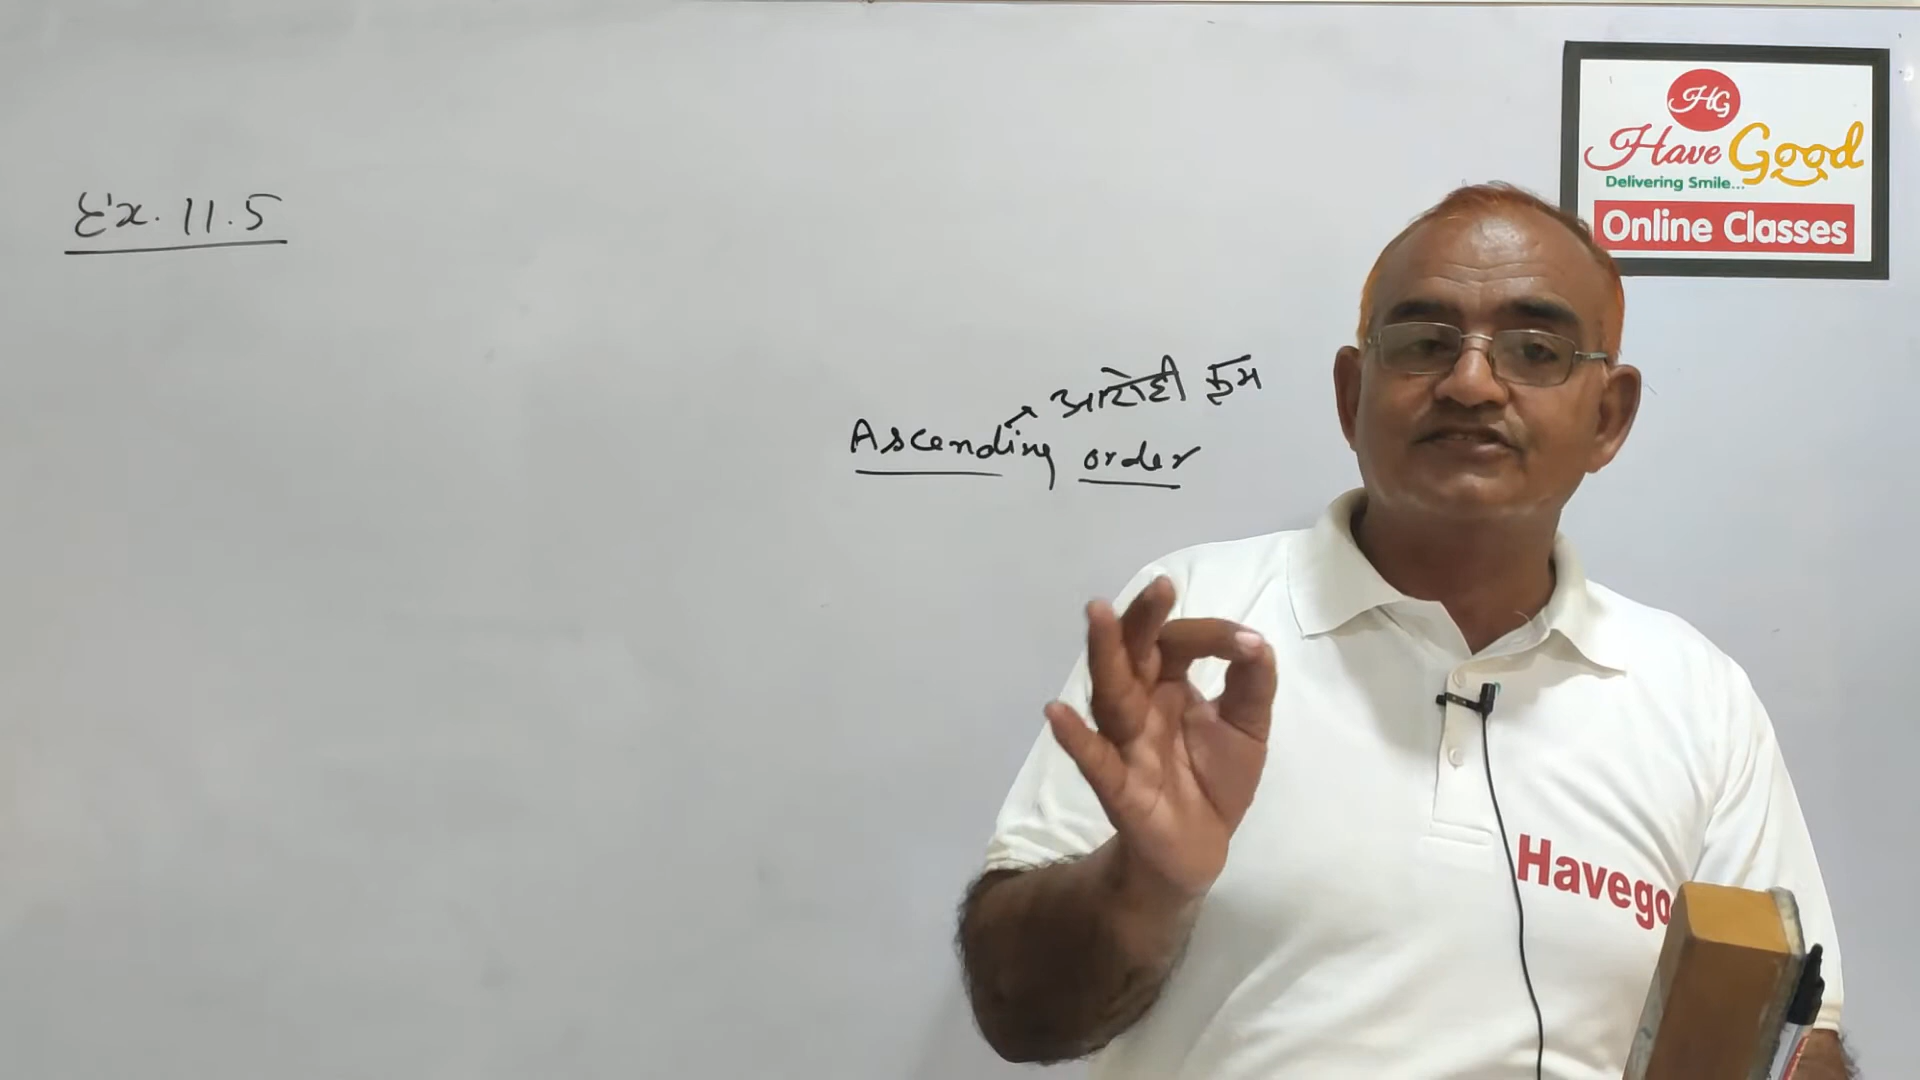 Ex. 11.5
HG
Have Good
Delivering Smile...
Online Classes
आरोही क्रम
Ascending order
Havego